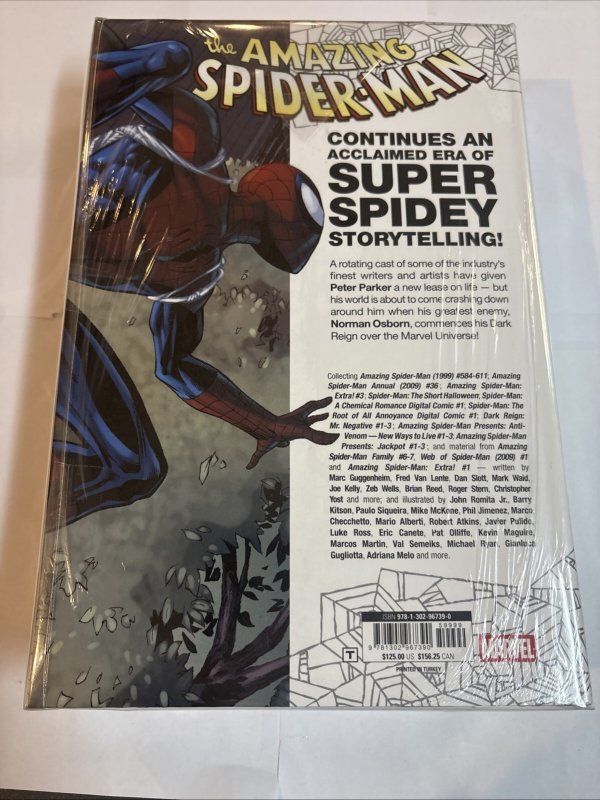 the AMAZING
SPIDER-MAN
CONTINUES AN
ACCLAIMED ERA OF
SUPER
SPIDEY
STORYTELLING!
A rotating cast of some of the industry's
finest writers and artists have given
Peter Parker a new lease on life — but
his world is about to come crashing down
around him when his greatest enemy,
Norman Osborn, commences his Dark
Reign over the Marvel Universe!
Collecting Amazing Spider-Man (1999) #584-611; Amazing
Spider-Man Annual (2009) #36; Amazing Spider-Man:
Extra! #3; Spider-Man: The Short Halloween; Spider-Man:
A Chemical Romance Digital Comic #1; Spider-Man: The
Root of All Annoyance Digital Comic #1; Dark Reign:
Mr. Negative #1-3; Amazing Spider-Man Presents: Anti-
Venom — New Ways to Live #1-3; Amazing Spider-Man
Presents: Jackpot #1-3; and material from Amazing
Spider-Man Family #6-7, Web of Spider-Man (2009) #1
and Amazing Spider-Man: Extra! #1 — written by
Marc Guggenheim, Fred Van Lente, Dan Slott, Mark Waid,
Joe Kelly, Zeb Wells, Brian Reed, Roger Stern, Christopher
Yost and more; and illustrated by John Romita Jr., Barry
Kitson, Paulo Siqueira, Mike McKone, Phil Jimenez, Marco
Checchetto, Mario Alberti, Robert Atkins, Javier Pulido,
Luke Ross, Eric Canete, Pat Olliffe, Kevin Maguire,
Marcos Martin, Val Semeiks, Michael Ryan, Gianluca
Gugliotta, Adriana Melo and more.
ISBN 978-1-302-96739-0
59999
9 781302 967390
T
$125.00 US $156.25 CAN
MARVEL
PRINTED IN TURKEY